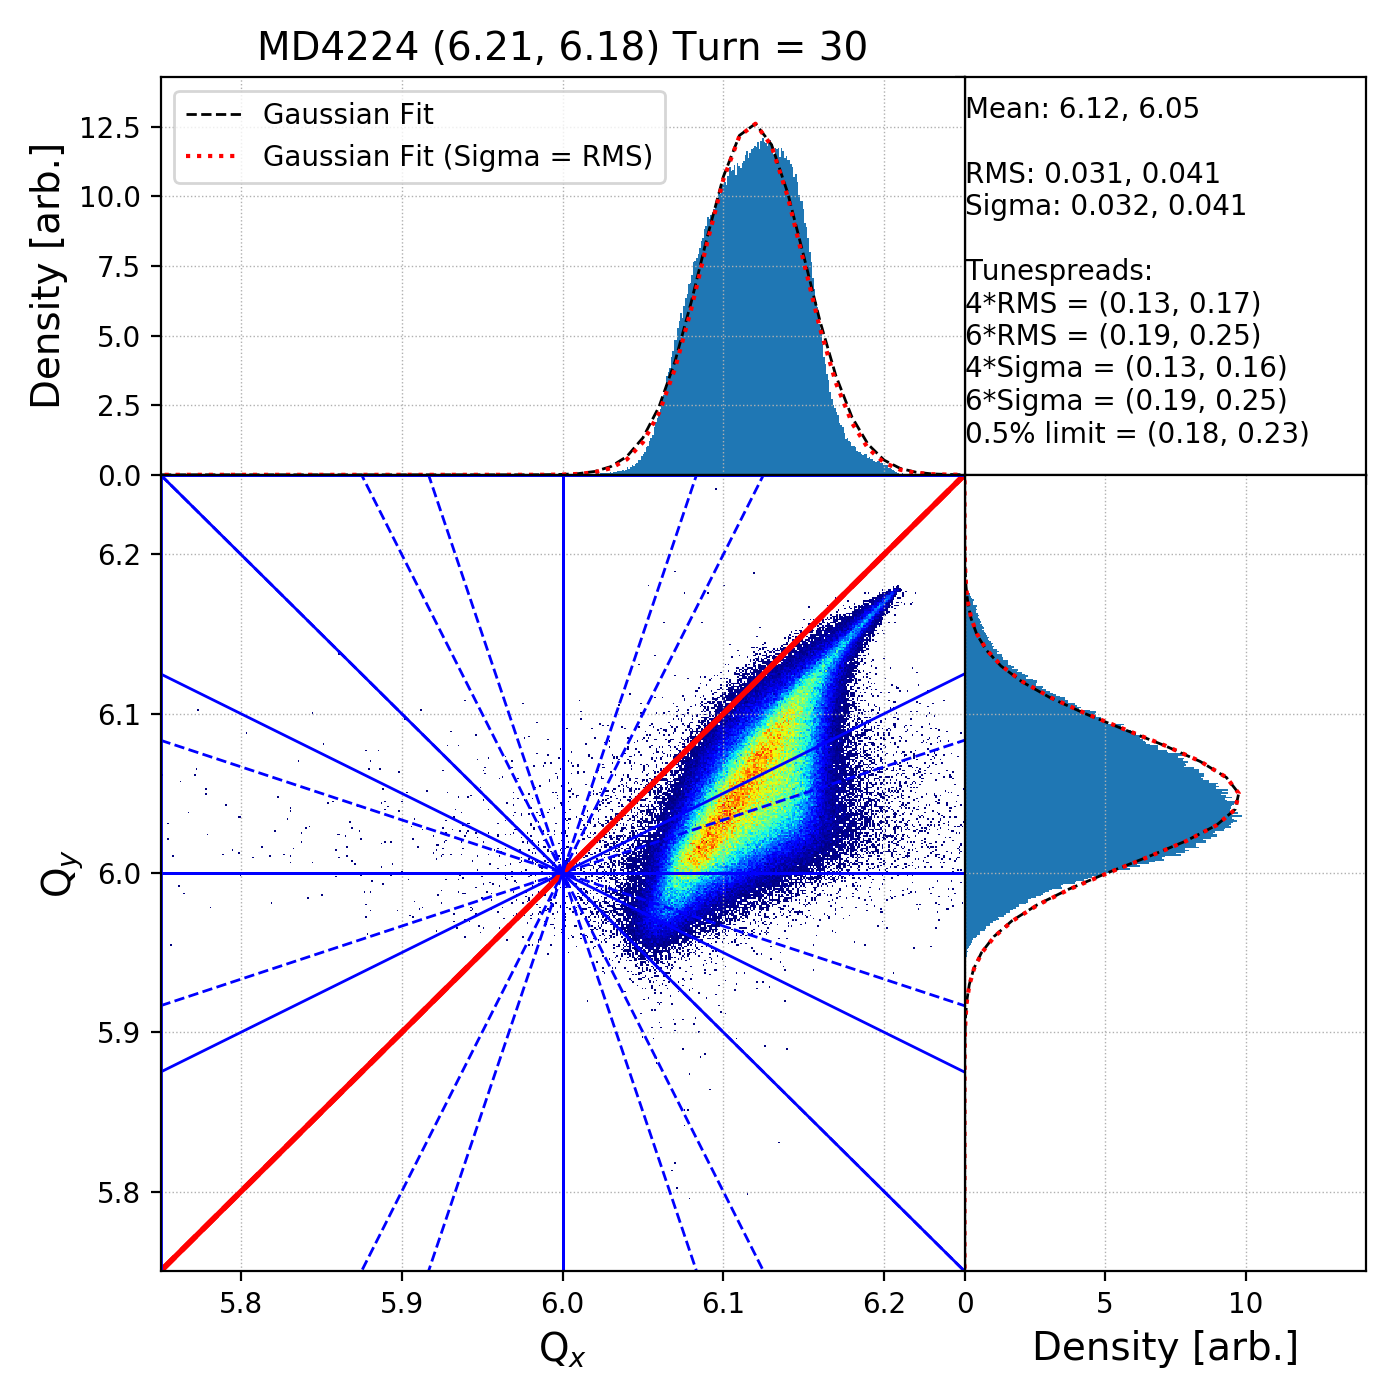 MD4224 (6.21, 6.18) Turn = 30
Gaussian Fit
Gaussian Fit (Sigma = RMS)
Density [arb.]
12.5
10.0
7.5
5.0
2.5
0.0
Mean: 6.12, 6.05
RMS: 0.031, 0.041
Sigma: 0.032, 0.041
Tunespreads:
4*RMS = (0.13, 0.17)
6*RMS = (0.19, 0.25)
4*Sigma = (0.13, 0.16)
6*Sigma = (0.19, 0.25)
0.5% limit = (0.18, 0.23)
Qy
6.2
6.1
6.0
5.9
5.8
5.8 5.9 6.0 6.1 6.2
Qx
0 5 10
Density [arb.]